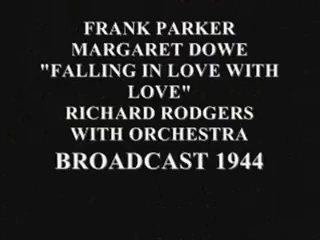 FRANK PARKER
MARGARET DOWE
"FALLING IN LOVE WITH
LOVE"
RICHARD RODGERS
WITH ORCHESTRA
BROADCAST 1944